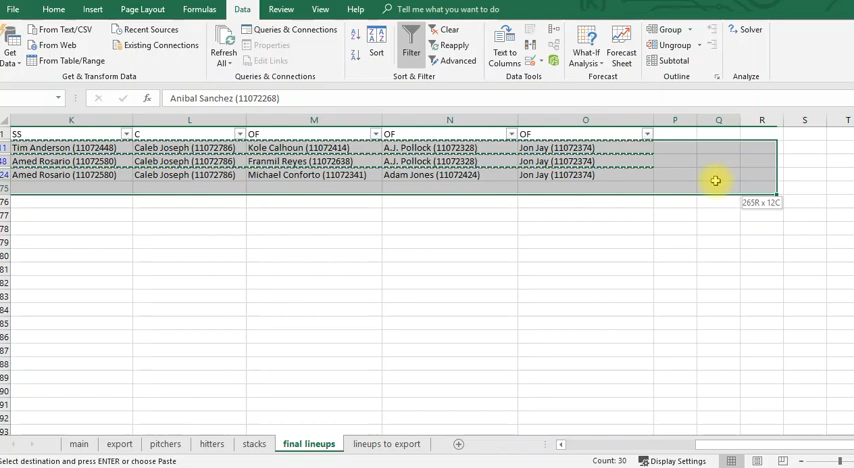 File Home Insert Page Layout Formulas Data Review View Help Tell me what you want to do
Get Data
From Text/CSV
From Web
From Table/Range
Recent Sources
Existing Connections
Get & Transform Data
Refresh All
Queries & Connections
Properties
Edit Links
Queries & Connections
Sort
Filter
Clear
Reapply
Advanced
Sort & Filter
Text to Columns
Data Tools
What-If Analysis
Forecast Sheet
Forecast
Group
Ungroup
Subtotal
Outline
Solver
Analyze
fx Anibal Sanchez (11072268)
K L M N O P Q R S T
1 SS C OF OF OF
11 Tim Anderson (11072448) Caleb Joseph (11072786) Kole Calhoun (11072414) A.J. Pollock (11072328) Jon Jay (11072374)
48 Amed Rosario (11072580) Caleb Joseph (11072786) Franmil Reyes (11072638) A.J. Pollock (11072328) Jon Jay (11072374)
24 Amed Rosario (11072580) Caleb Joseph (11072786) Michael Conforto (11072341) Adam Jones (11072424) Jon Jay (11072374)
75
76 265R x 12C
77
78
79
80
81
82
83
84
85
86
87
88
89
90
91
92
93
main export pitchers hitters stacks final lineups lineups to export
Select destination and press ENTER or choose Paste Count: 30 Display Settings